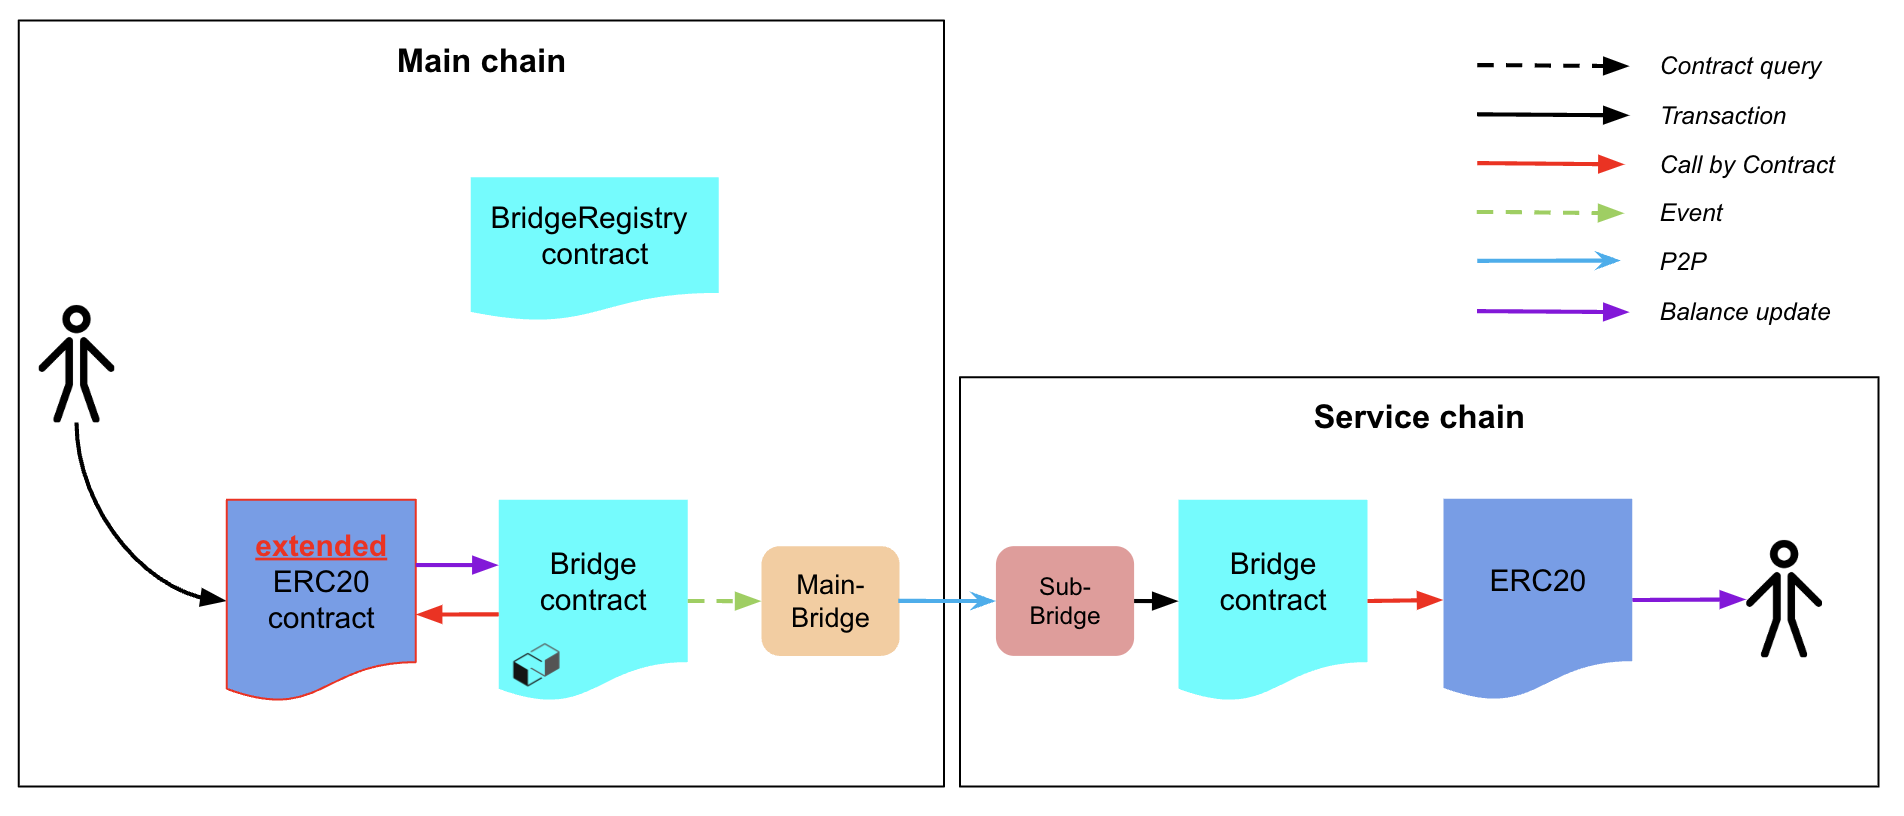 Main chain
Contract query
Transaction
Call by Contract
Event
P2P
Balance update
BridgeRegistry
contract
Service chain
extended
ERC20
contract
Bridge
contract
Main-
Bridge
Sub-
Bridge
Bridge
contract
ERC20